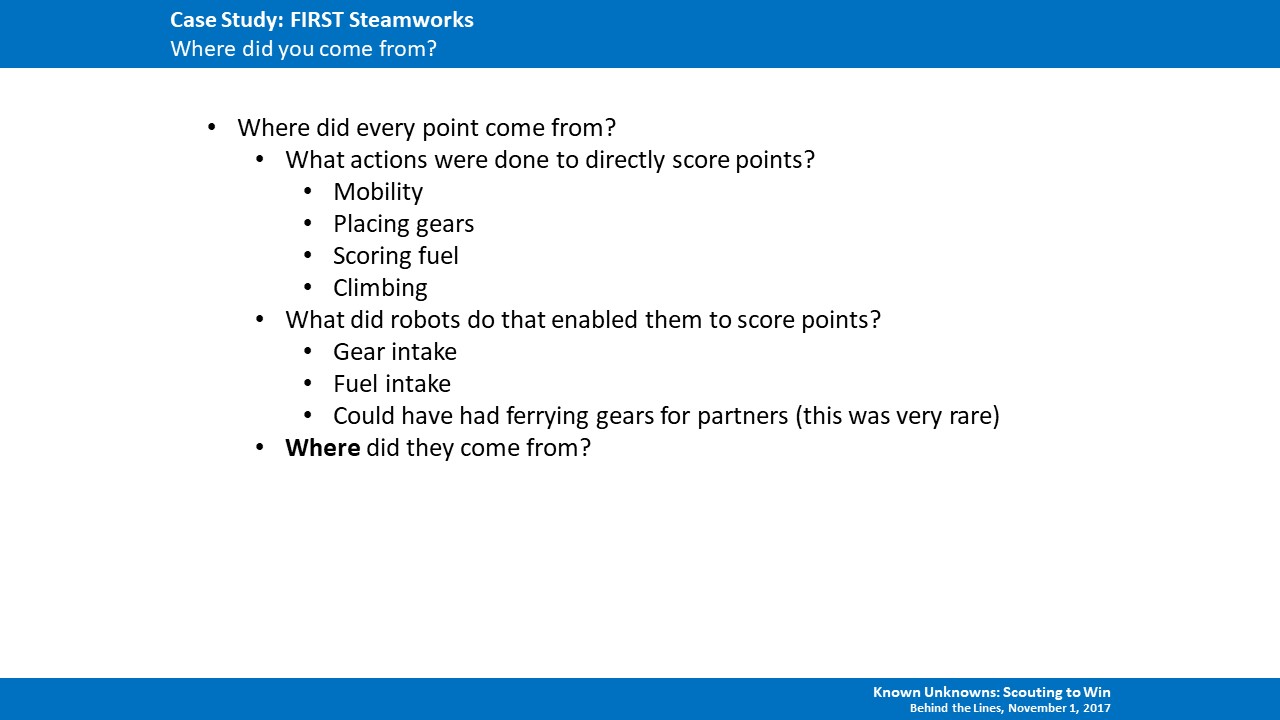 Case Study: FIRST Steamworks
Where did you come from?
• Where did every point come from?
• What actions were done to directly score points?
• Mobility
• Placing gears
• Scoring fuel
• Climbing
• What did robots do that enabled them to score points?
• Gear intake
• Fuel intake
• Could have had ferrying gears for partners (this was very rare)
• Where did they come from?
Known Unknowns: Scouting to Win
Behind the Lines, November 1, 2017